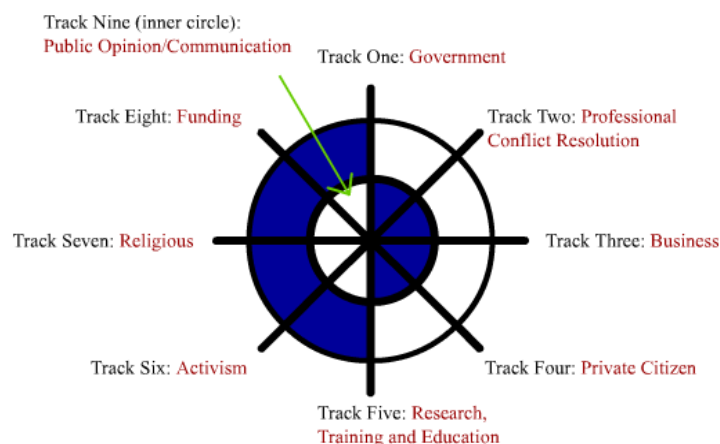 Track Nine (inner circle):
Public Opinion/Communication
Track One: Government
Track Eight: Funding
Track Two: Professional
Conflict Resolution
Track Seven: Religious
Track Three: Business
Track Six: Activism
Track Four: Private Citizen
Track Five: Research,
Training and Education